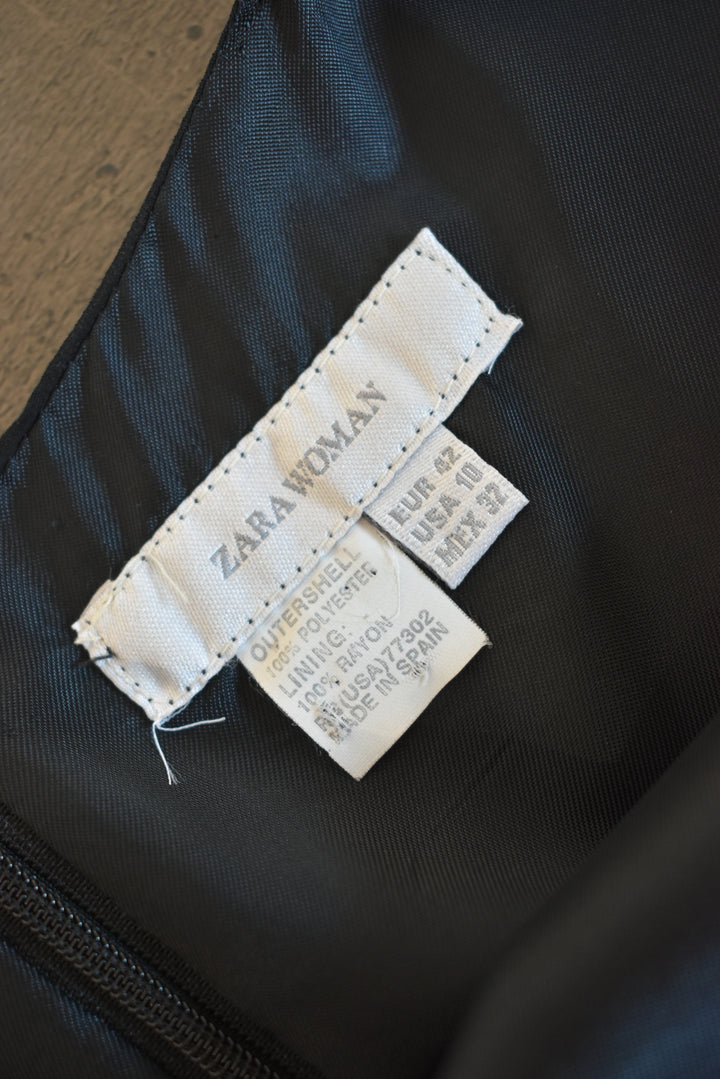 ZARA WOMAN
EUR 42
USA 10
MEX 32
OUTERSHELL
100% POLYESTER
LINING:
100% RAYON
RN(USA)77302
MADE IN SPAIN